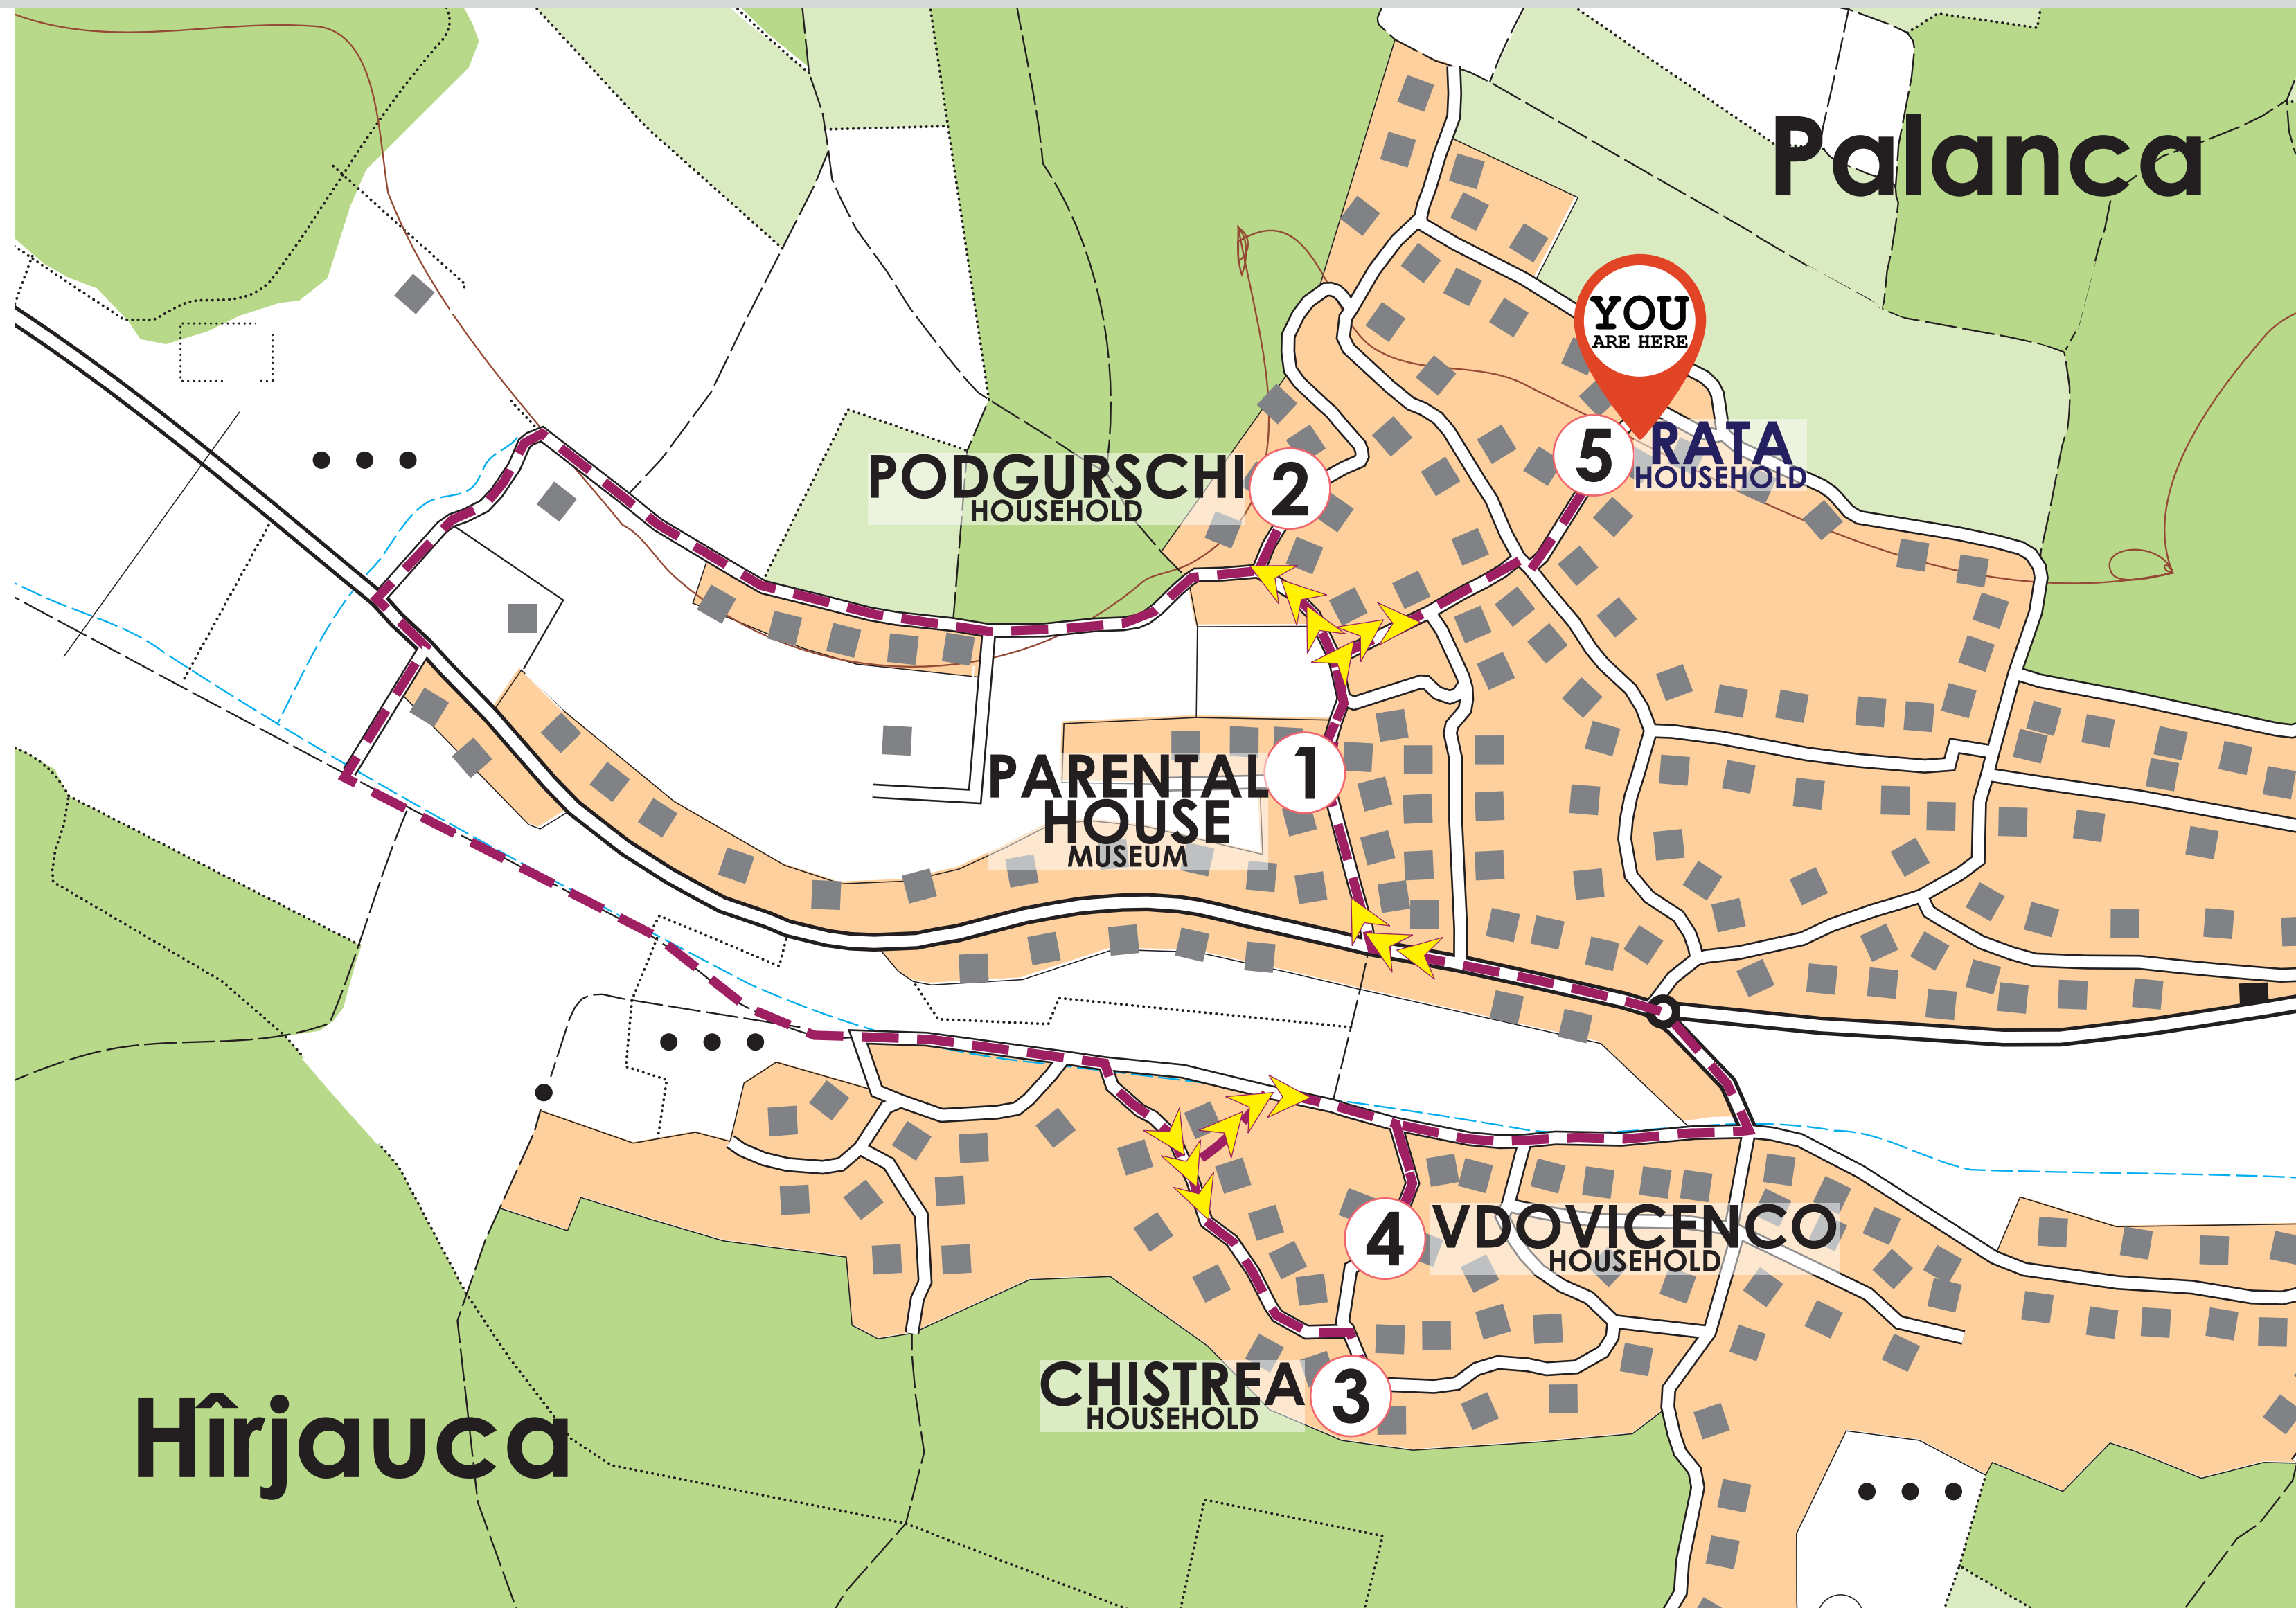 Palanca
YOU
ARE HERE
5
RATA
HOUSEHOLD
PODGURSCHI
HOUSEHOLD
2
PARENTAL
HOUSE
MUSEUM
1
4
VDOVICENCO
HOUSEHOLD
CHISTREA
HOUSEHOLD
3
Hîrjauca